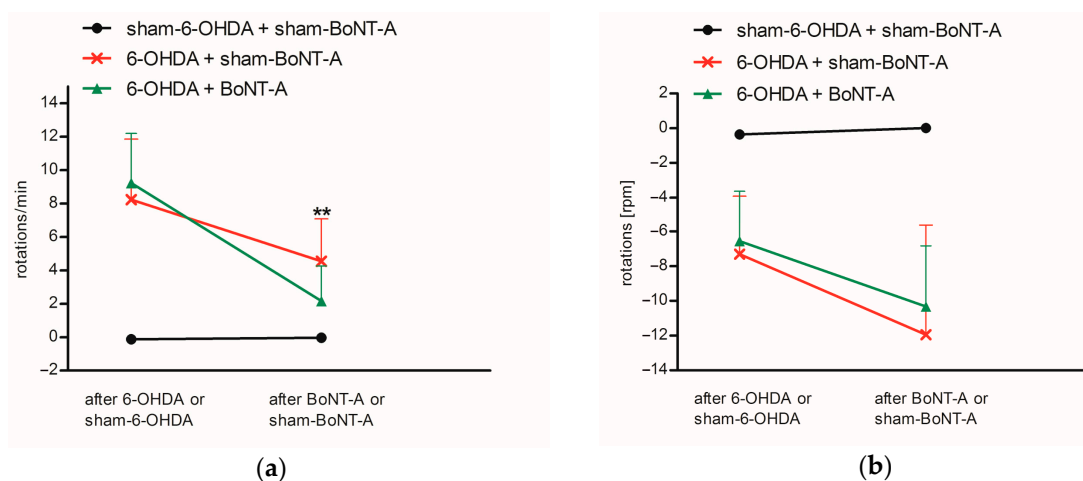 sham-6-OHDA + sham-BoNT-A
6-OHDA + sham-BoNT-A
6-OHDA + BoNT-A
14
12
10
8
6
4
2
0
−2
rotations/min
**
after 6-OHDA or
sham-6-OHDA
after BoNT-A or
sham-BoNT-A
(a)
sham-6-OHDA + sham-BoNT-A
6-OHDA + sham-BoNT-A
6-OHDA + BoNT-A
2
0
−2
−4
−6
−8
−10
−12
−14
rotations [rpm]
after 6-OHDA or
sham-6-OHDA
after BoNT-A or
sham-BoNT-A
(b)